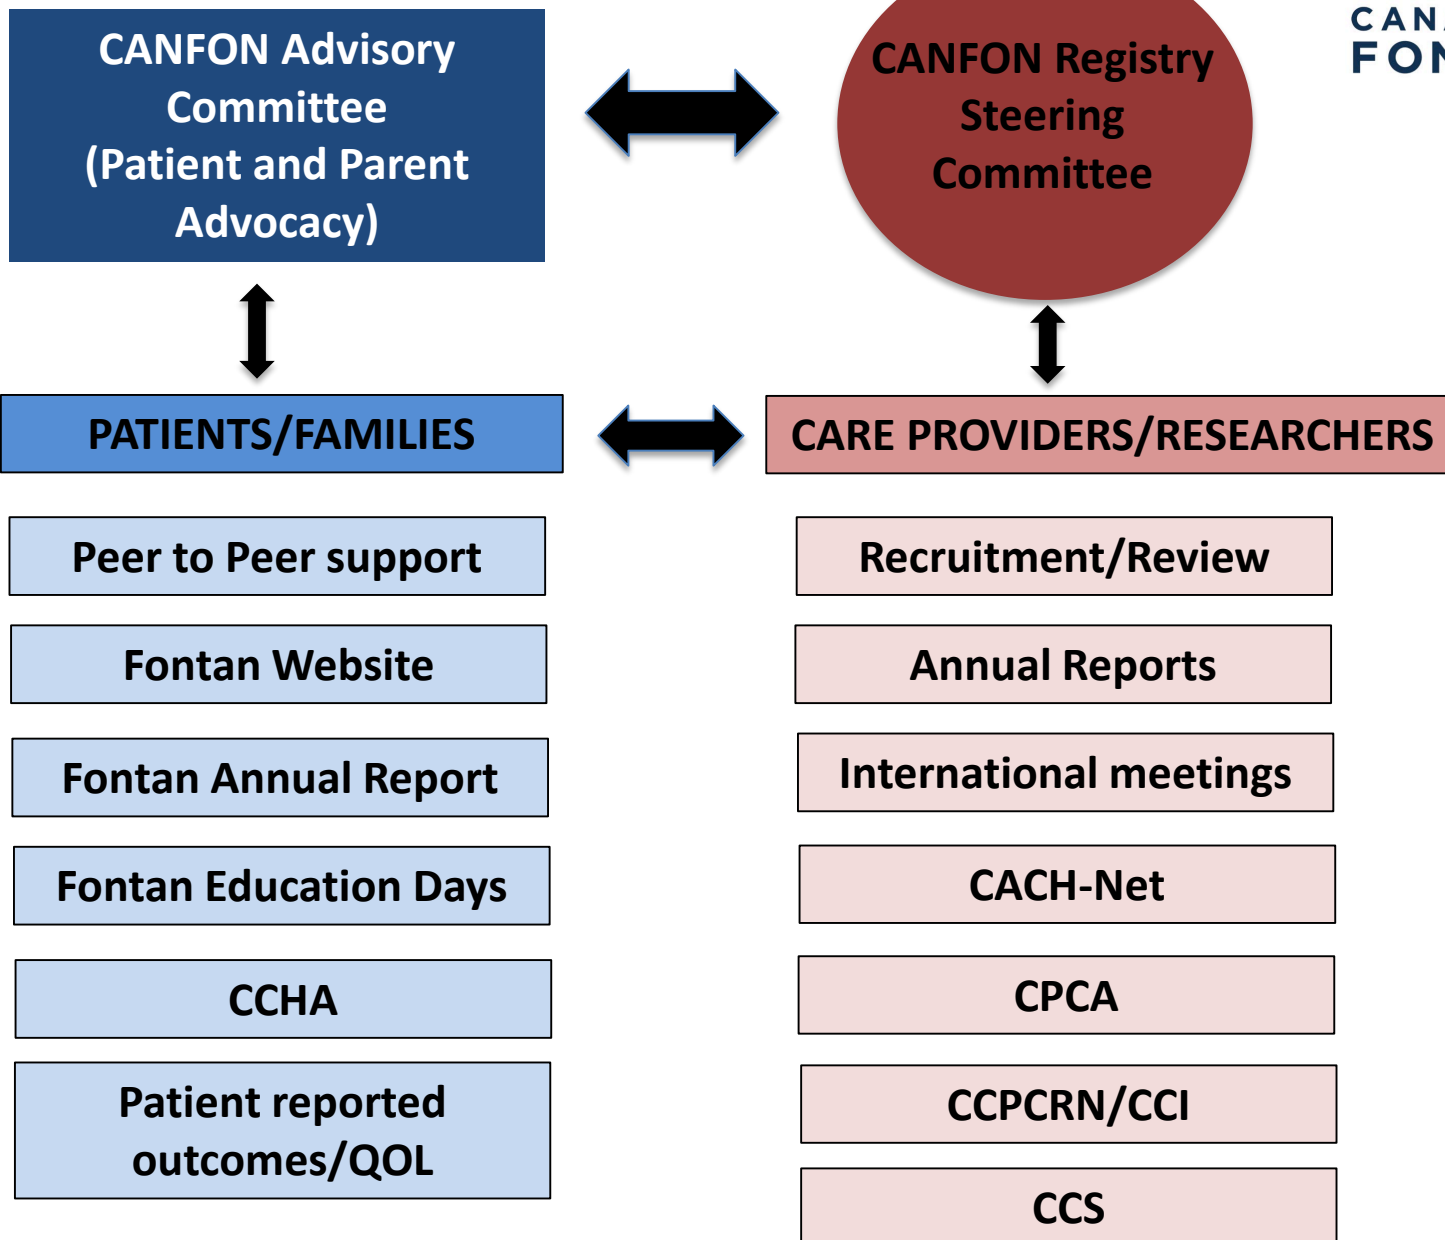 CANFON Advisory
Committee
(Patient and Parent
Advocacy)
CANFON Registry
Steering
Committee
PATIENTS/FAMILIES
CARE PROVIDERS/RESEARCHERS
Peer to Peer support
Fontan Website
Fontan Annual Report
Fontan Education Days
CCHA
Patient reported
outcomes/QOL
Recruitment/Review
Annual Reports
International meetings
CACH-Net
CPCA
CCPCRN/CCI
CCS